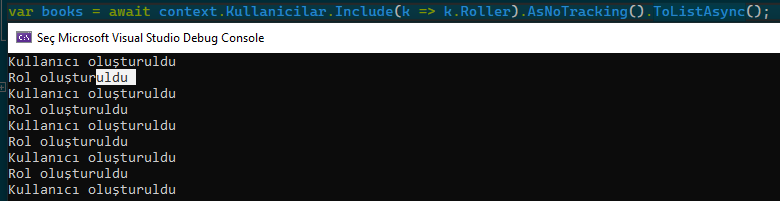 var books = await context.Kullanicilar.Include(k => k.Roller).AsNoTracking().ToListAsync();
Seç Microsoft Visual Studio Debug Console
Kullanıcı oluşturuldu
Rol oluşturuldu
Kullanıcı oluşturuldu
Rol oluşturuldu
Kullanıcı oluşturuldu
Rol oluşturuldu
Kullanıcı oluşturuldu
Rol oluşturuldu
Kullanıcı oluşturuldu